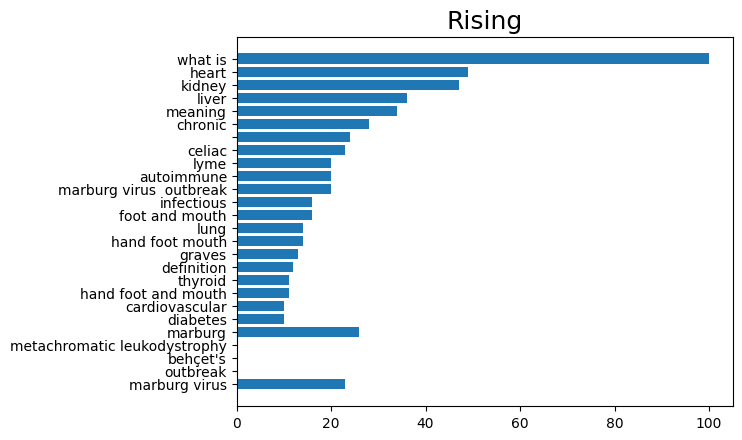 Rising
what is
heart
kidney
liver
meaning
chronic
celiac
lyme
autoimmune
marburg virus  outbreak
infectious
foot and mouth
lung
hand foot mouth
graves
definition
thyroid
hand foot and mouth
cardiovascular
diabetes
marburg
metachromatic leukodystrophy
behçet's
outbreak
marburg virus
0 20 40 60 80 100